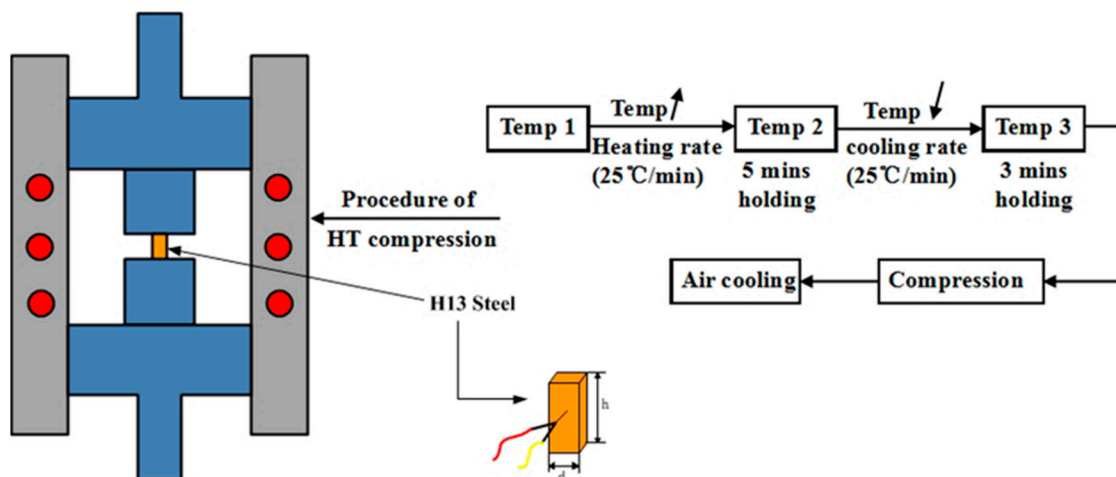 Temp 1
Temp
Heating rate
(25℃/min)
Temp 2
5 mins
holding
Temp
cooling rate
(25℃/min)
Temp 3
3 mins
holding
Procedure of
HT compression
Air cooling
Compression
H13 Steel
h
d